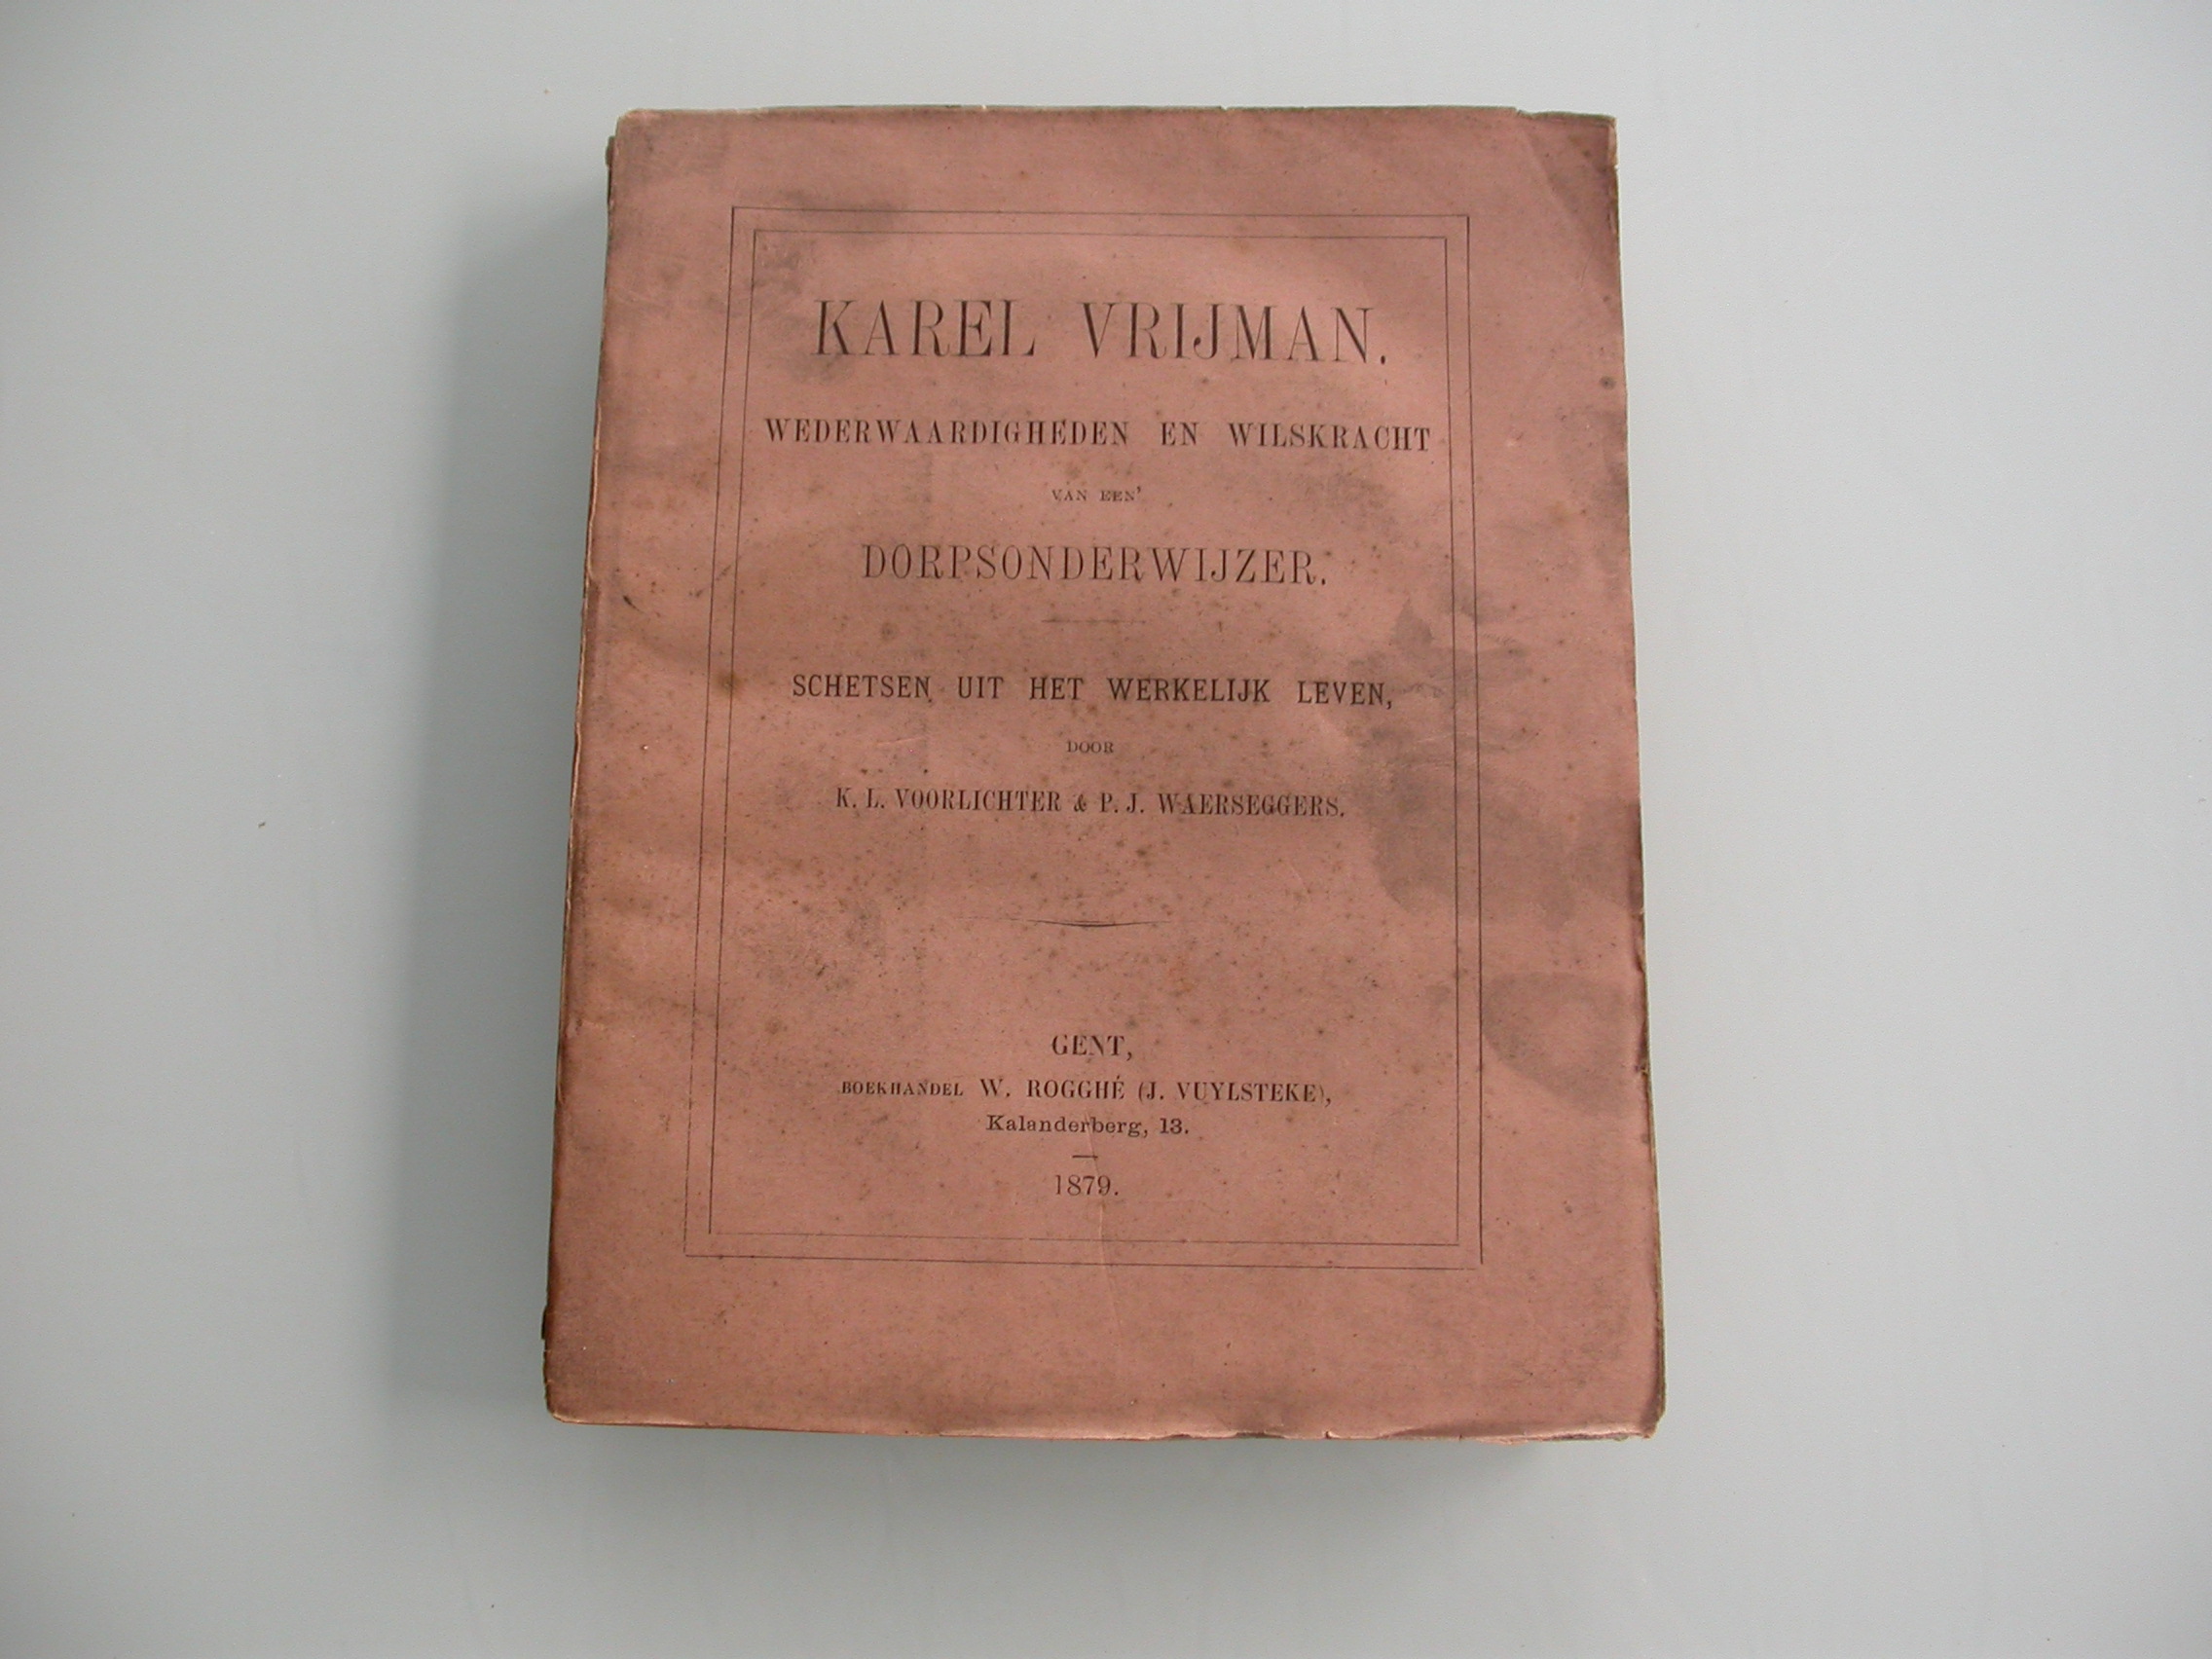 KAREL VRIJMAN.
WEDERWAARDIGHEDEN EN WILSKRACHT
VAN EEN'
DORPSONDERWIJZER.
SCHETSEN UIT HET WERKELIJK LEVEN,
DOOR
K. L. VOORLICHTER & P. J. WAERSEGGERS.
GENT,
BOEKHANDEL W. ROGGHÉ (J. VUYLSTEKE),
Kalanderberg, 13.
1879.